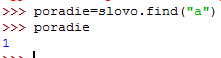 >>> poradie=slovo.find("a")
>>> poradie
1
>>>